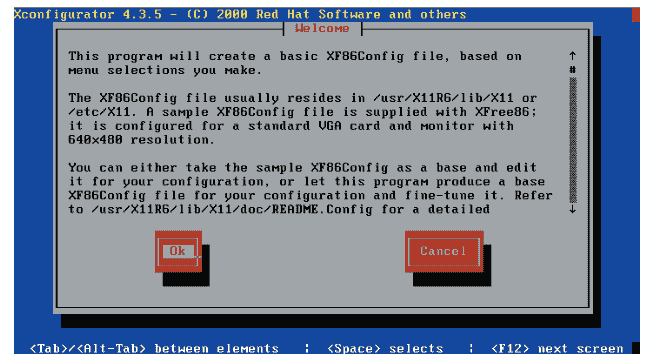 Xconfigurator 4.3.5 - (C) 2000 Red Hat Software and others
Welcome
This program will create a basic XF86Config file, based on
menu selections you make.
The XF86Config file usually resides in /usr/X11R6/lib/X11 or
/etc/X11. A sample XF86Config file is supplied with XFree86;
it is configured for a standard VGA card and monitor with
640x480 resolution.
You can either take the sample XF86Config as a base and edit
it for your configuration, or let this program produce a base
XF86Config file for your configuration and fine-tune it. Refer
to /usr/X11R6/lib/X11/doc/README.Config for a detailed
Ok Cancel
<Tab>/<Alt-Tab> between elements | <Space> selects | <F12> next screen